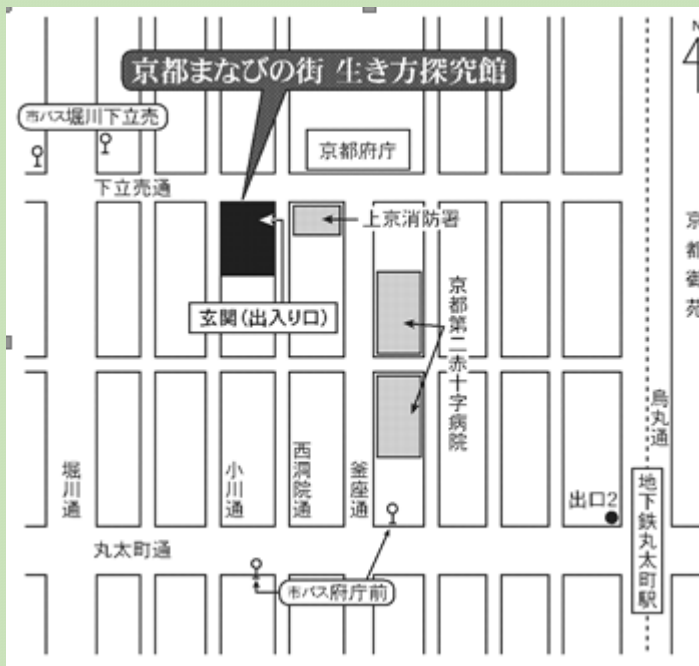 N
京都まなびの街 生き方探究館
市バス堀川下立売
京都府庁
下立売通
上京消防署
京都御苑
玄関(出入り口)
京都第二赤十字病院
烏丸通
堀川通
小川通
西洞院通
釜座通
出口2
地下鉄丸太町駅
丸太町通
市バス府庁前